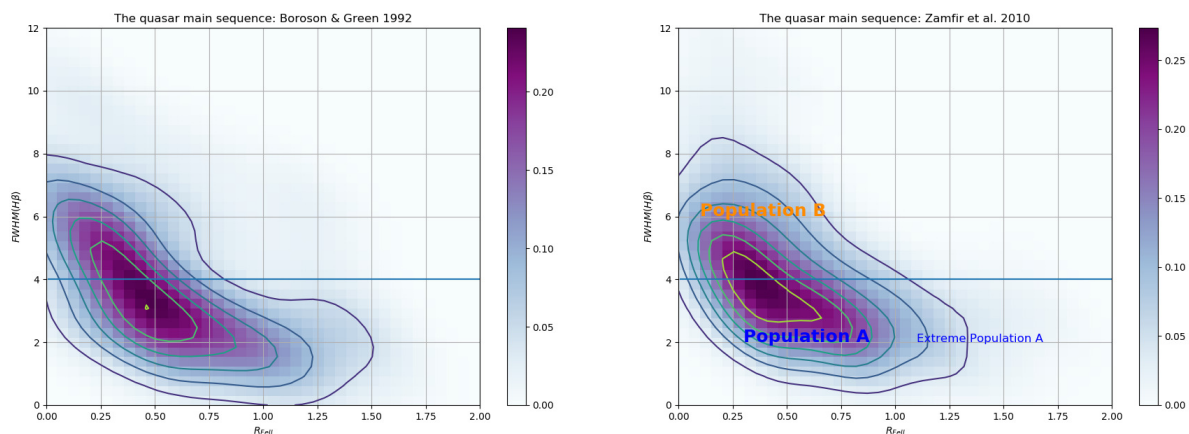 The quasar main sequence: Boroson & Green 1992
12
10
8
6
4
2
0
0.00 0.25 0.50 0.75 1.00 1.25 1.50 1.75 2.00
FWHM(Hβ)
R_FeII
0.20
0.15
0.10
0.05
0.00
The quasar main sequence: Zamfir et al. 2010
12
10
8
6
4
2
0
0.00 0.25 0.50 0.75 1.00 1.25 1.50 1.75 2.00
FWHM(Hβ)
R_FeII
Population B
Population A
Extreme Population A
0.25
0.20
0.15
0.10
0.05
0.00